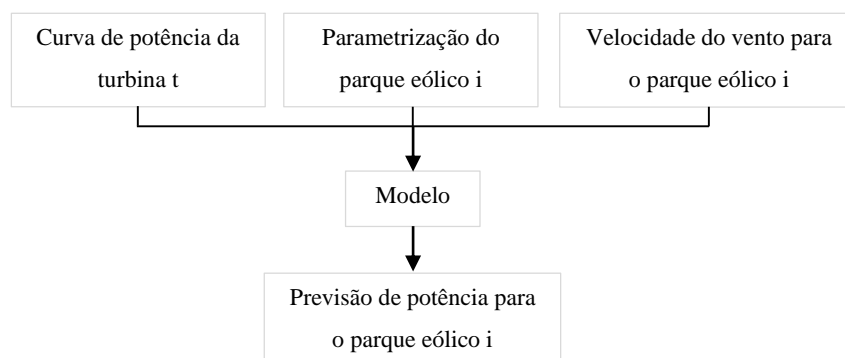 Curva de potência da
turbina t
Parametrização do
parque eólico i
Velocidade do vento para
o parque eólico i
Modelo
Previsão de potência para
o parque eólico i